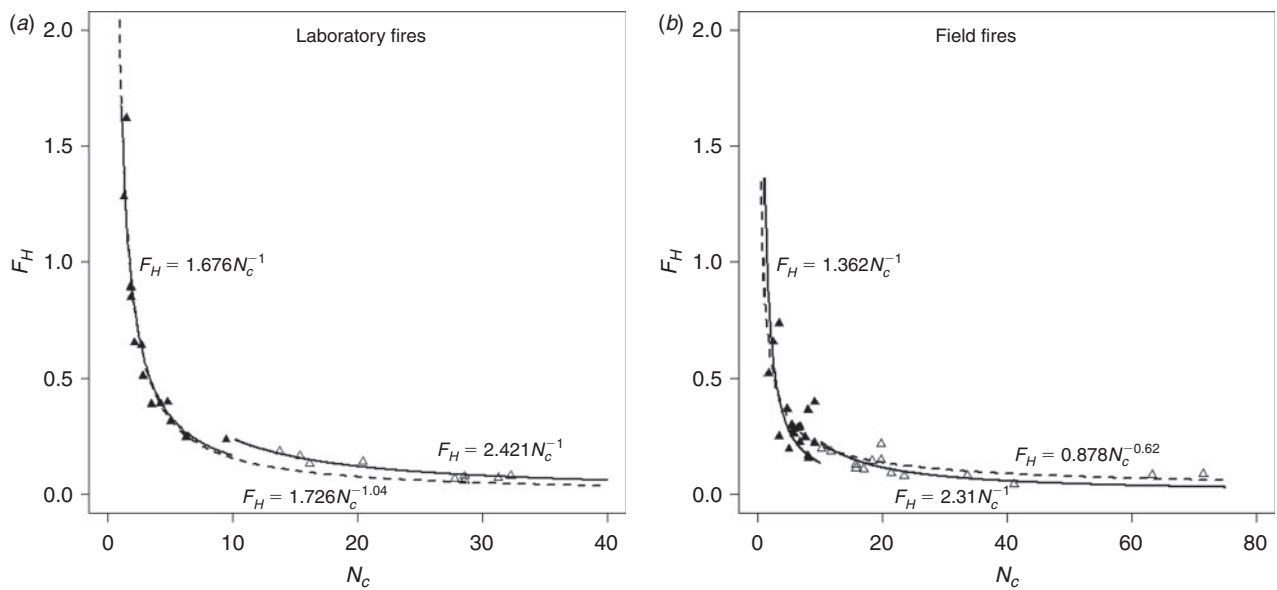 (a)
Laboratory fires
2.0
1.5
1.0
0.5
0.0
F_H
F_H = 1.676N_c^{-1}
F_H = 2.421N_c^{-1}
F_H = 1.726N_c^{-1.04}
0 10 20 30 40
N_c
(b)
Field fires
2.0
1.5
1.0
0.5
0.0
F_H
F_H = 1.362N_c^{-1}
F_H = 0.878N_c^{-0.62}
F_H = 2.31N_c^{-1}
0 20 40 60 80
N_c